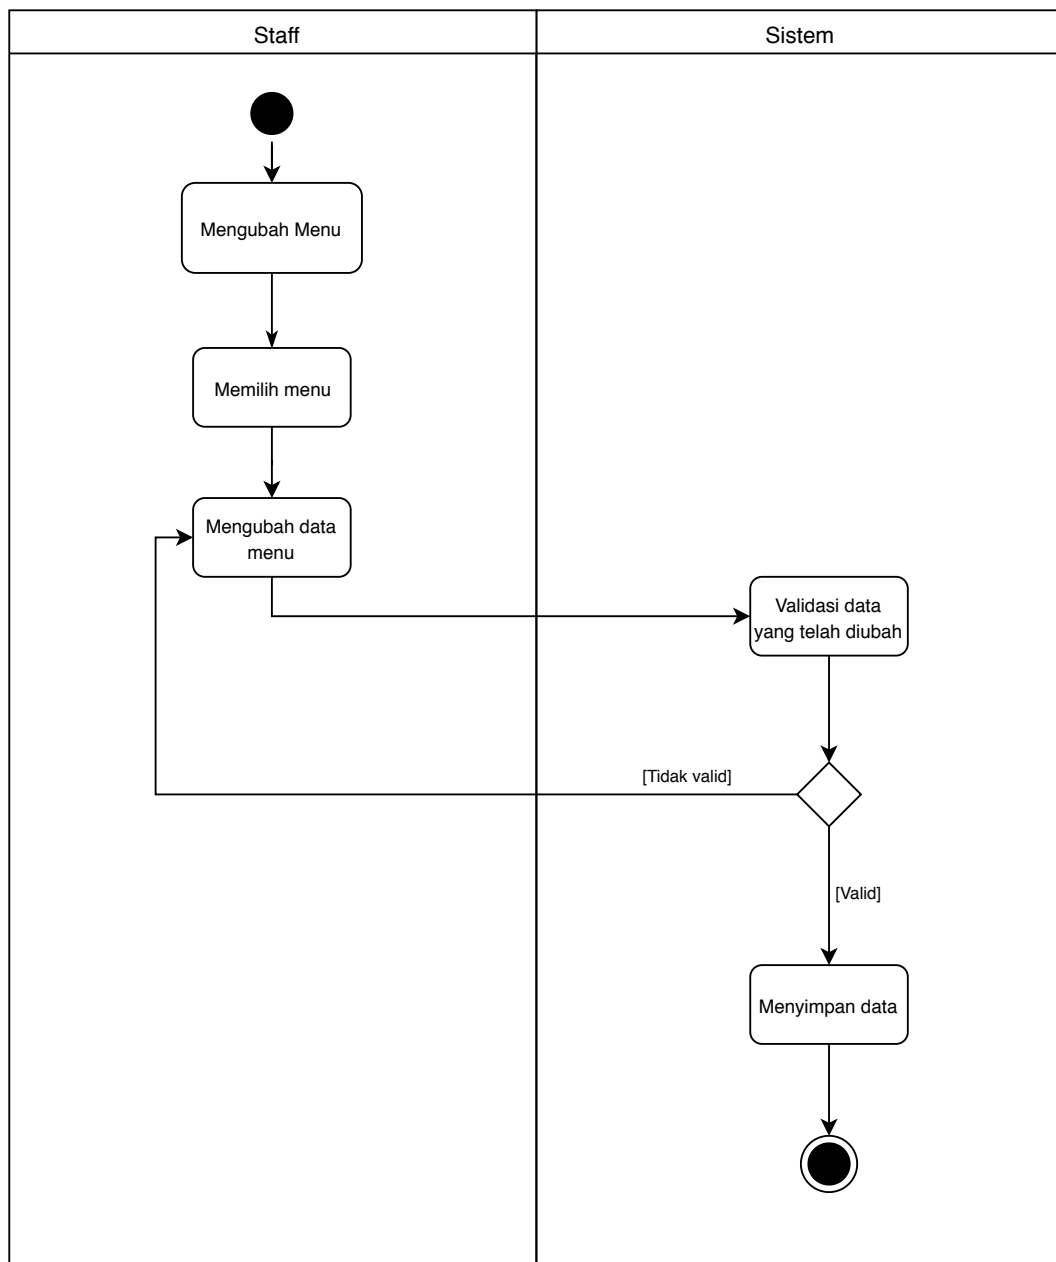 Staff
Sistem
Mengubah Menu
Memilih menu
Mengubah data
menu
Validasi data
yang telah diubah
[Tidak valid]
[Valid]
Menyimpan data